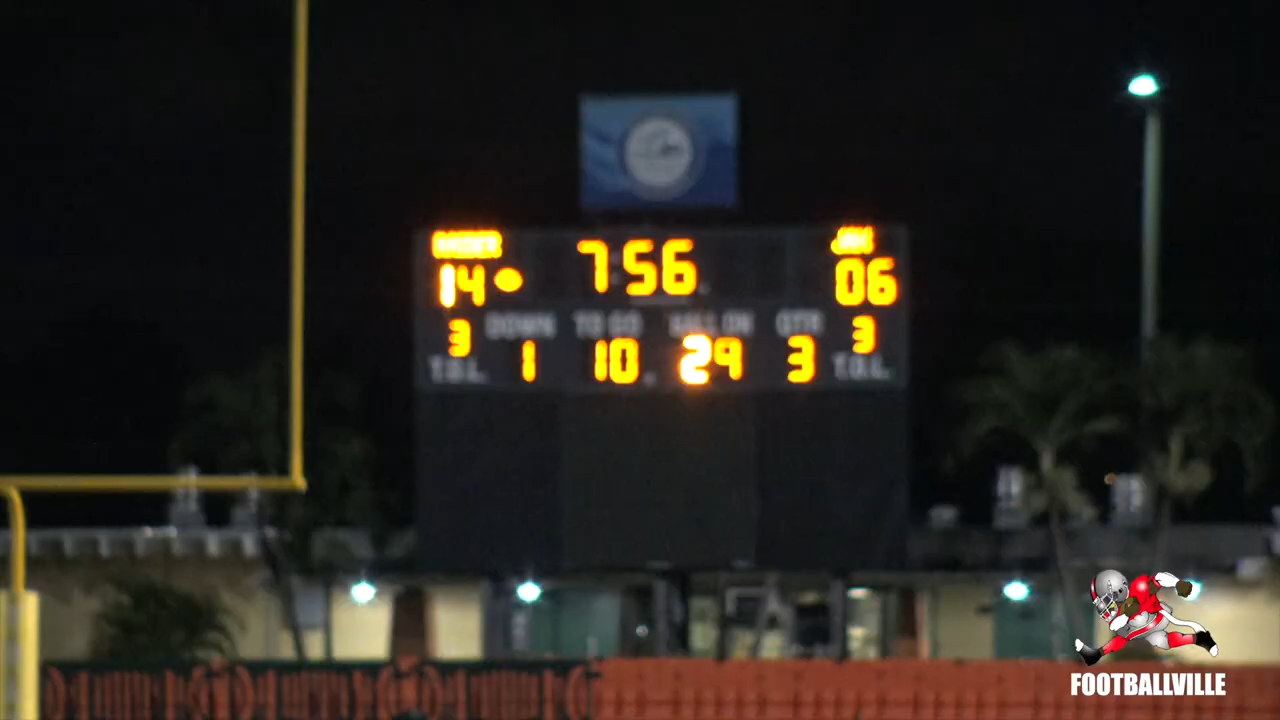 7:56
14 06
DOWN TO GO BALL ON QTR
3 1 10 29 3 3
T.O.L. T.O.L.
FOOTBALLVILLE